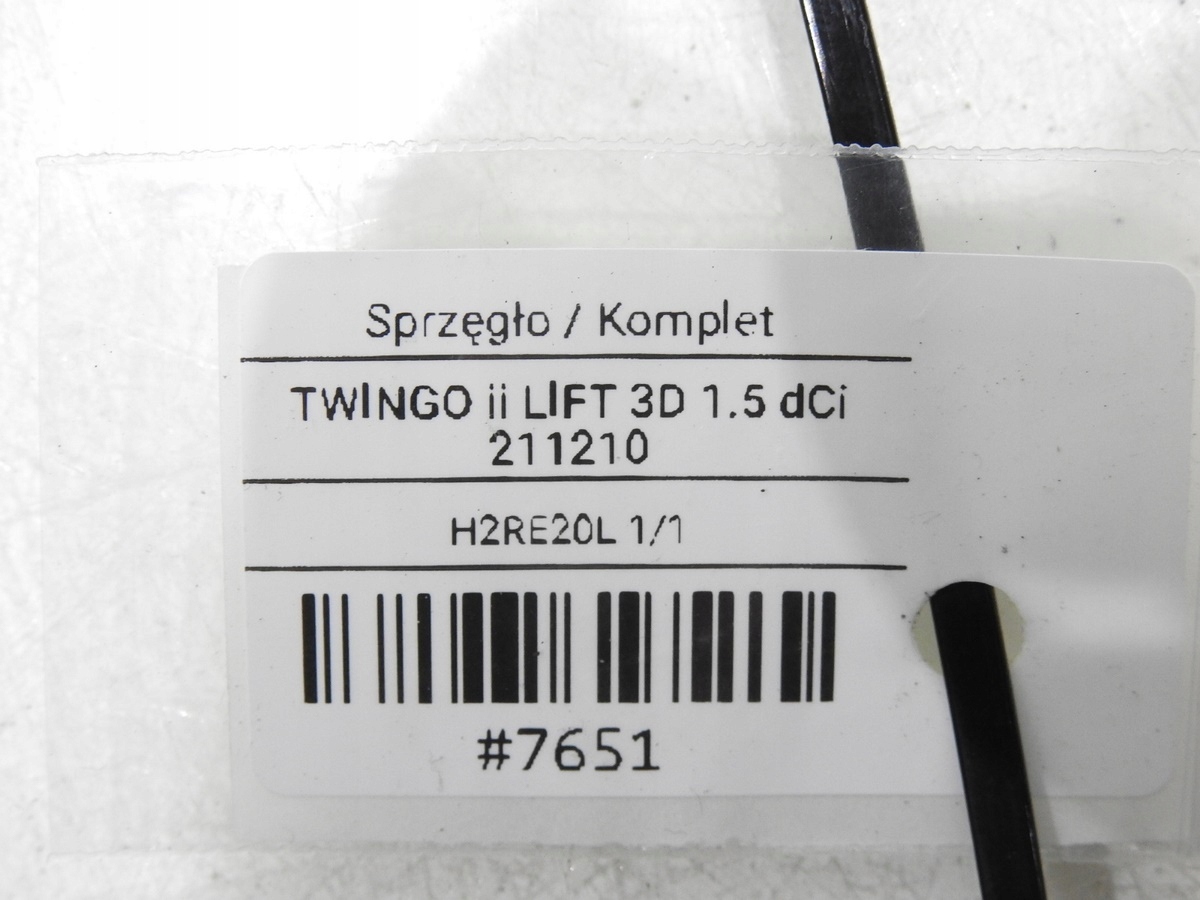 Sprzęgło / Komplet
TWINGO ii LIFT 3D 1.5 dCi
211210
H2RE20L 1/1
#7651